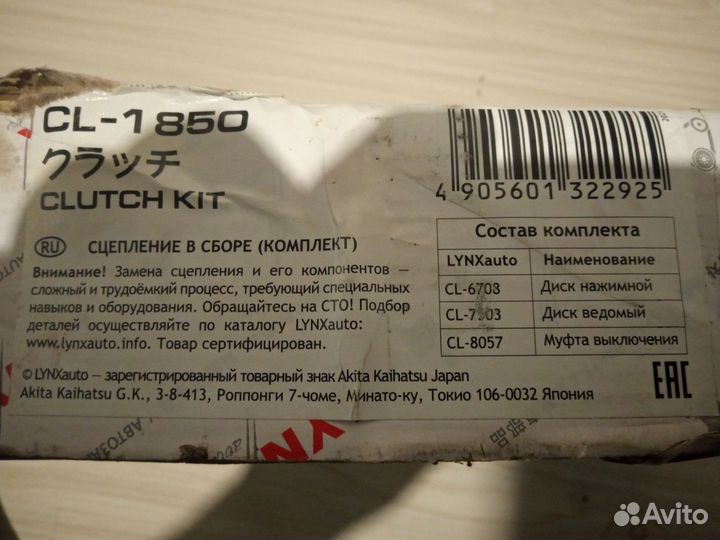 CL-1850
クラッチ
CLUTCH KIT
RU СЦЕПЛЕНИЕ В СБОРЕ (КОМПЛЕКТ)
Внимание! Замена сцепления и его компонентов —
сложный и трудоёмкий процесс, требующий специальных
навыков и оборудования. Обращайтесь на СТО! Подбор
деталей осуществляйте по каталогу LYNXauto:
www.lynxauto.info. Товар сертифицирован.
© LYNXauto — зарегистрированный товарный знак Akita Kaihatsu Japan
Akita Kaihatsu G.K., 3-8-413, Роппонги 7-чоме, Минато-ку, Токио 106-0032 Япония
4 905601 322925
Состав комплекта
LYNXauto Наименование
CL-6708 Диск нажимной
CL-7303 Диск ведомый
CL-8057 Муфта выключения
EAC
YN
Avito